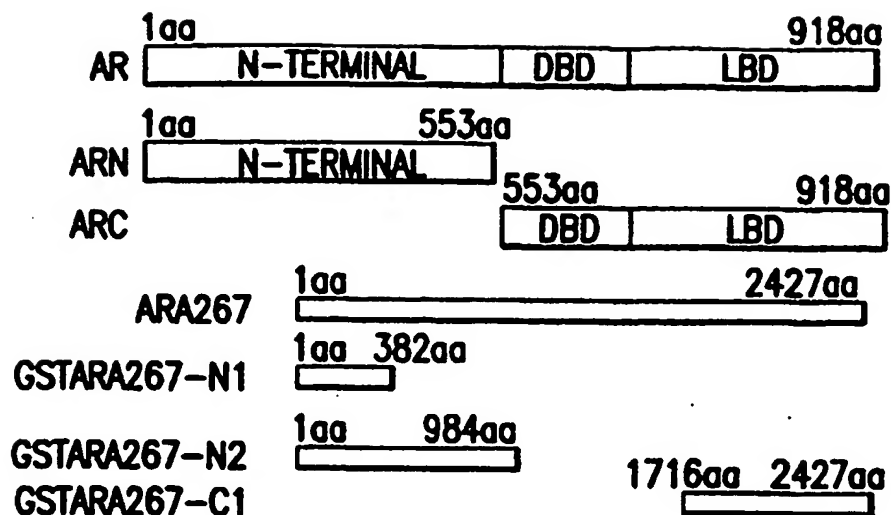 1aa 918aa
AR N-TERMINAL DBD LBD
1aa 553aa
ARN N-TERMINAL
553aa 918aa
ARC DBD LBD
1aa 2427aa
ARA267
1aa 382aa
GSTARA267-N1
1aa 984aa
GSTARA267-N2
1716aa 2427aa
GSTARA267-C1